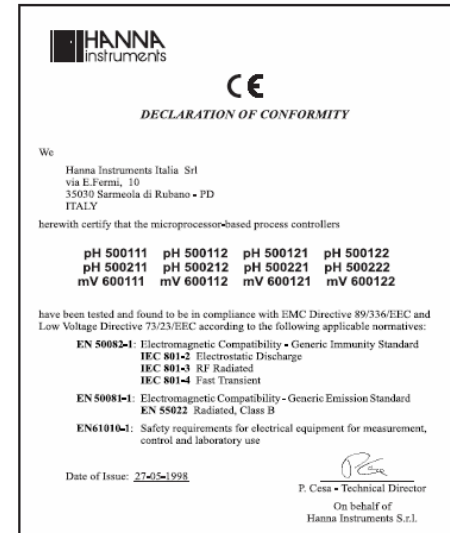 HANNA
instruments
CE
DECLARATION OF CONFORMITY
We
Hanna Instruments Italia Srl
via E.Fermi, 10
35030 Sarmeola di Rubano - PD
ITALY
herewith certify that the microprocessor-based process controllers
pH 500111 pH 500112 pH 500121 pH 500122
pH 500211 pH 500212 pH 500221 pH 500222
mV 600111 mV 600112 mV 600121 mV 600122
have been tested and found to be in compliance with EMC Directive 89/336/EEC and
Low Voltage Directive 73/23/EEC according to the following applicable normatives:
EN 50082-1: Electromagnetic Compatibility - Generic Immunity Standard
IEC 801-2 Electrostatic Discharge
IEC 801-3 RF Radiated
IEC 801-4 Fast Transient
EN 50081-1: Electromagnetic Compatibility - Generic Emission Standard
EN 55022 Radiated, Class B
EN61010-1: Safety requirements for electrical equipment for measurement,
control and laboratory use
Date of Issue: 27-05-1998
P. Cesa - Technical Director
On behalf of
Hanna Instruments S.r.l.